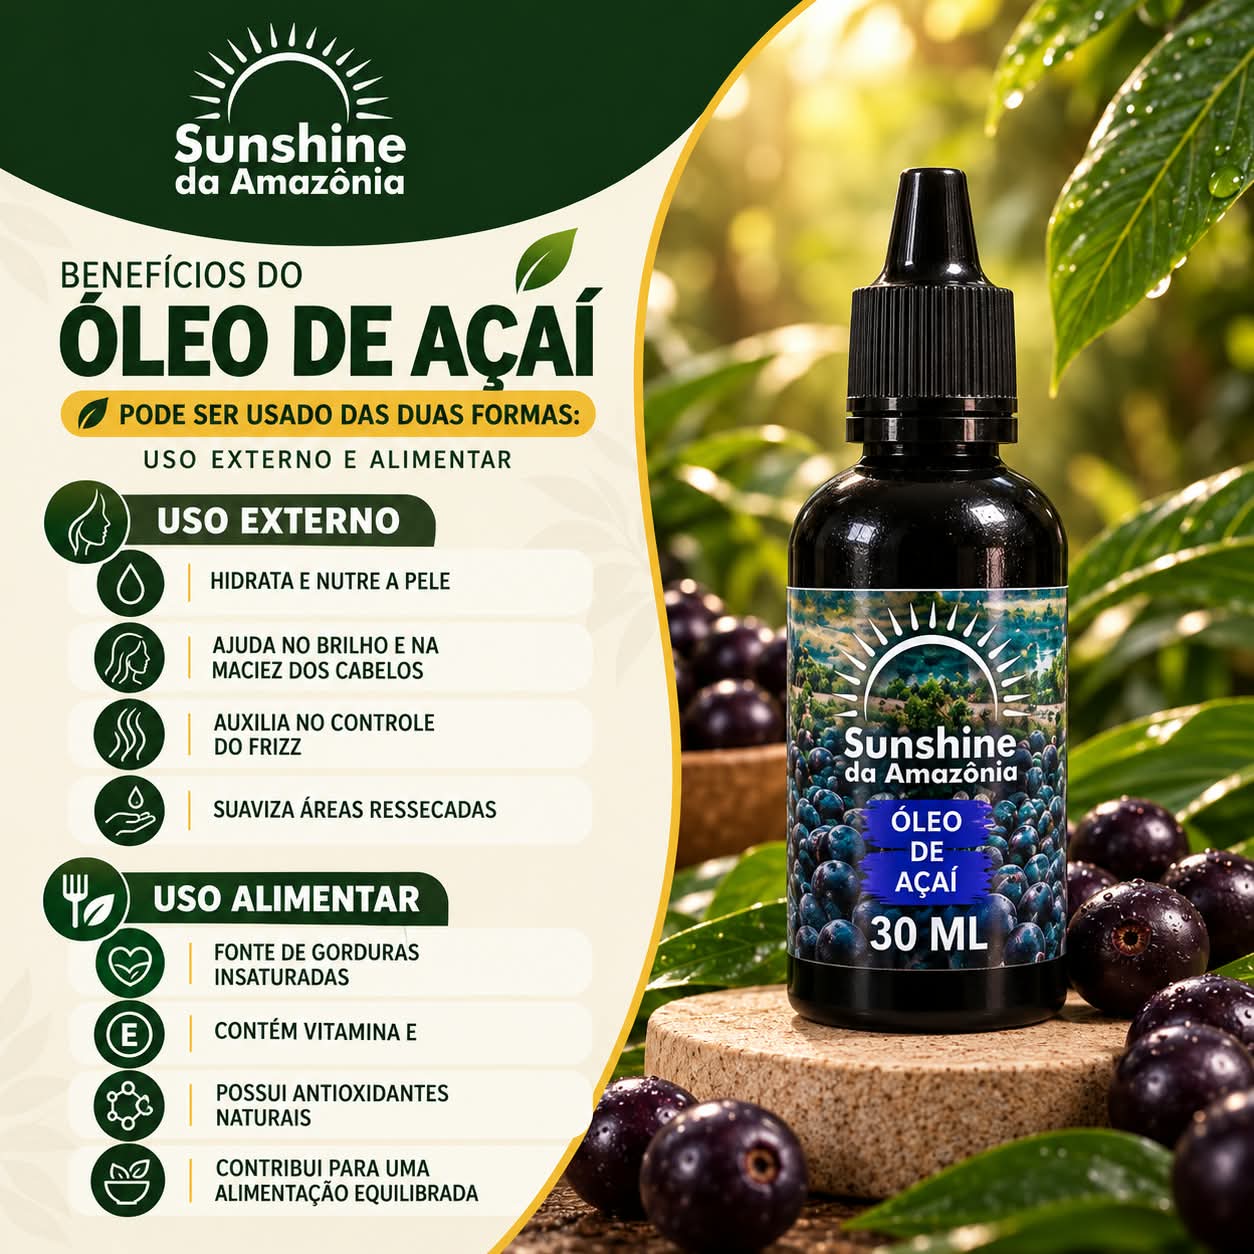 Sunshine
da Amazônia
BENEFÍCIOS DO
ÓLEO DE AÇAÍ
PODE SER USADO DAS DUAS FORMAS:
USO EXTERNO E ALIMENTAR
USO EXTERNO
HIDRATA E NUTRE A PELE
AJUDA NO BRILHO E NA
MACIEZ DOS CABELOS
AUXILIA NO CONTROLE
DO FRIZZ
SUAVIZA ÁREAS RESSECADAS
USO ALIMENTAR
FONTE DE GORDURAS
INSATURADAS
E
CONTÉM VITAMINA E
POSSUI ANTIOXIDANTES
NATURAIS
CONTRIBUI PARA UMA
ALIMENTAÇÃO EQUILIBRADA
Sunshine
da Amazônia
ÓLEO
DE
AÇAÍ
30 ML